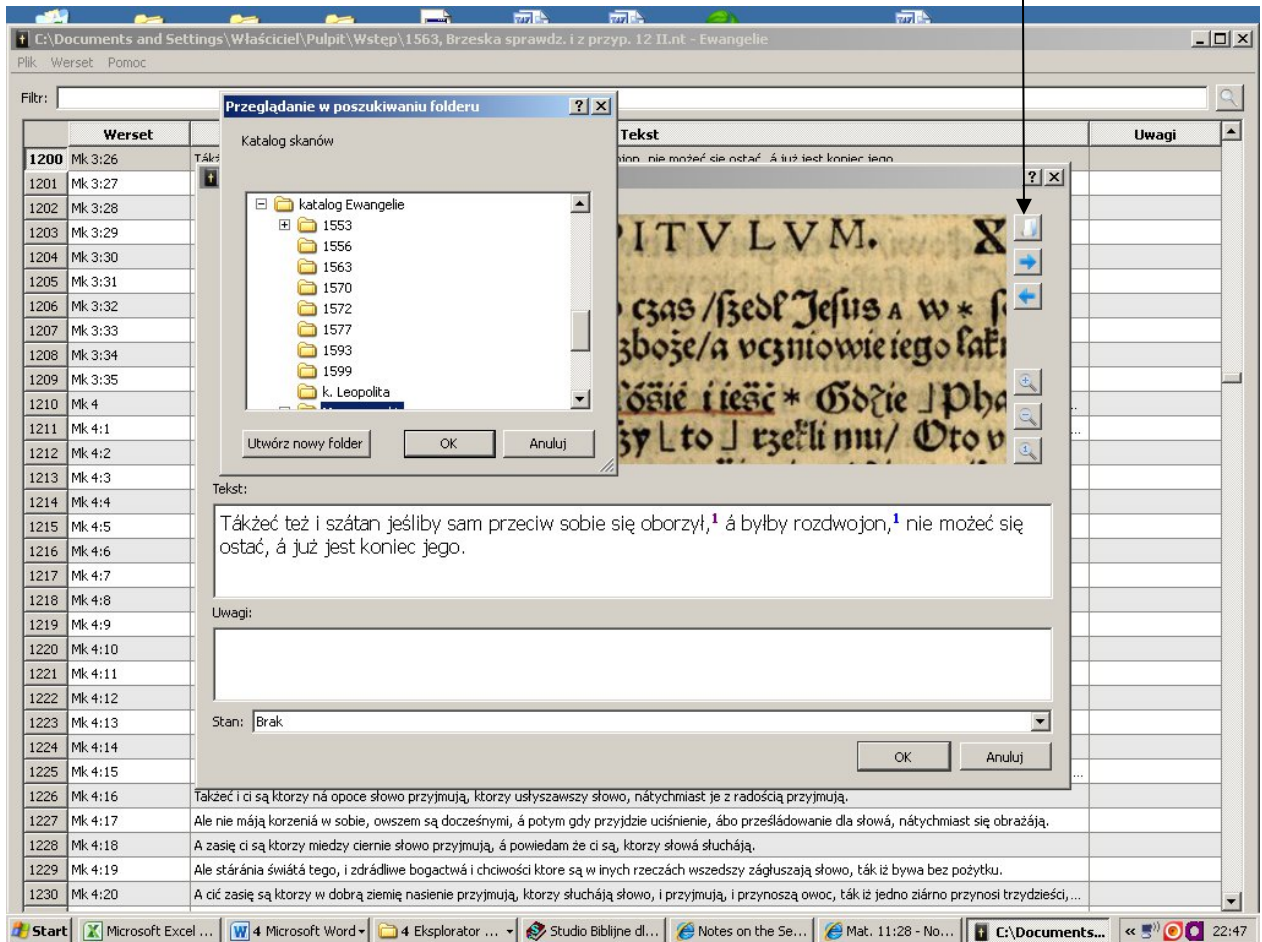 C:\Documents and Settings\Właściciel\Pulpit\Wstęp\1563, Brzeska sprawdz. i z przyp. 12 II.nt - Ewangelie
Plik Werset Pomoc
Filtr:
Werset Tekst Uwagi
1200 Mk 3:26 nie możeć się ostać, á już jest koniec jego.
1201 Mk 3:27
1202 Mk 3:28
1203 Mk 3:29
1204 Mk 3:30
1205 Mk 3:31
1206 Mk 3:32
1207 Mk 3:33
1208 Mk 3:34
1209 Mk 3:35
1210 Mk 4
1211 Mk 4:1
1212 Mk 4:2
1213 Mk 4:3
1214 Mk 4:4
1215 Mk 4:5
1216 Mk 4:6
1217 Mk 4:7
1218 Mk 4:8
1219 Mk 4:9
1220 Mk 4:10
1221 Mk 4:11
1222 Mk 4:12
1223 Mk 4:13
1224 Mk 4:14
1225 Mk 4:15
1226 Mk 4:16 Takżeć i ci są ktorzy ná opoce słowo przyjmują, ktorzy usłyszawszy słowo, nátychmiast je z radością przyjmują.
1227 Mk 4:17 Ale nie máją korzeniá w sobie, owszem są docześnymi, á potym gdy przyjdzie uciśnienie, ábo prześládowanie dla słowá, nátychmiast się obrażáją.
1228 Mk 4:18 A zasię ci są ktorzy miedzy ciernie słowo przyjmują, á powiedam że ci są, ktorzy słowá słucháją.
1229 Mk 4:19 Ale stáránia świátá tego, i zdrádliwe bogactwá i chciwości ktore są w inych rzeczách wszedszy zágłuszają słowo, ták iż bywa bez pożytku.
1230 Mk 4:20 A cić zasię są ktorzy w dobrą ziemię nasienie przyjmują, ktorzy słucháją słowo, i przyjmują, i przynoszą owoc, ták iż jedno ziárno przynosi trzydzieści,...
Przeglądanie w poszukiwaniu folderu
Katalog skanów
katalog Ewangelie
1553
1556
1563
1570
1572
1577
1593
1599
k. Leopolita
Utwórz nowy folder OK Anuluj
ITVLVM. X
czas /ſzedł Jeſus A w *
zboże/a vczniowie iego łakn
i ieść * Gdzie ⌋ Pha
⌊ to ⌋ rzekli mu/ Oto
Tekst:
Tákżeć też i szátan jeśliby sam przeciw sobie się oborzył,1 á byłby rozdwojon,1 nie możeć się
ostać, á już jest koniec jego.
Uwagi:
Stan: Brak
OK Anuluj
Start Microsoft Exc... 4 Microsoft Word 4 Eksplorator ... Studio Biblijne dl... Notes on the Se... Mat. 11:28 - No... C:\Documents... 22:47